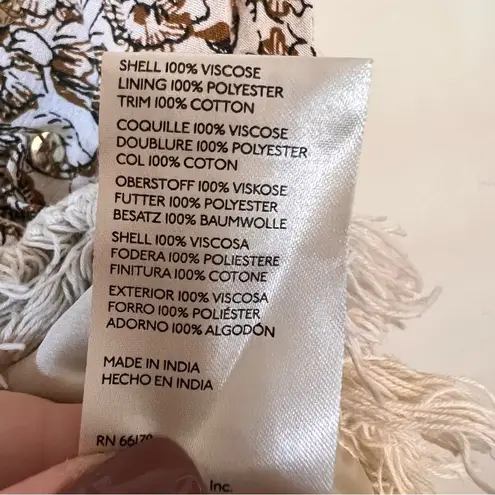 SHELL 100% VISCOSE
LINING 100% POLYESTER
TRIM 100% COTTON
COQUILLE 100% VISCOSE
DOUBLURE 100% POLYESTER
COL 100% COTON
OBERSTOFF 100% VISKOSE
FUTTER 100% POLYESTER
BESATZ 100% BAUMWOLLE
SHELL 100% VISCOSA
FODERA 100% POLIESTERE
FINITURA 100% COTONE
EXTERIOR 100% VISCOSA
FORRO 100% POLIÉSTER
ADORNO 100% ALGODÓN
MADE IN INDIA
HECHO EN INDIA
RN
Inc.